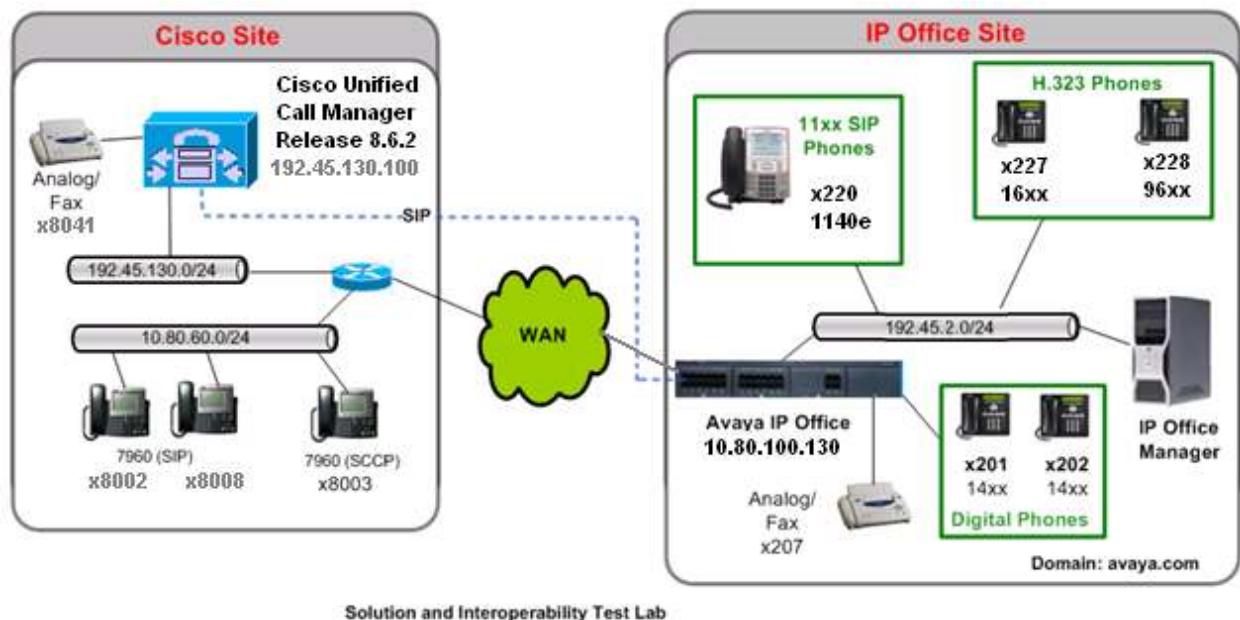 Cisco Site
Cisco Unified
Call Manager
Release 8.6.2
192.45.130.100
Analog/
Fax
x8041
SIP
192.45.130.0/24
10.80.60.0/24
7960 (SIP)
x8002
x8008
7960 (SCCP)
x8003
WAN
IP Office Site
11xx SIP
Phones
x220
1140e
H.323 Phones
x227
16xx
x228
96xx
192.45.2.0/24
Avaya IP Office
10.80.100.130
IP Office
Manager
Analog/
Fax
x207
x201
14xx
x202
14xx
Digital Phones
Domain: avaya.com
Solution and Interoperability Test Lab